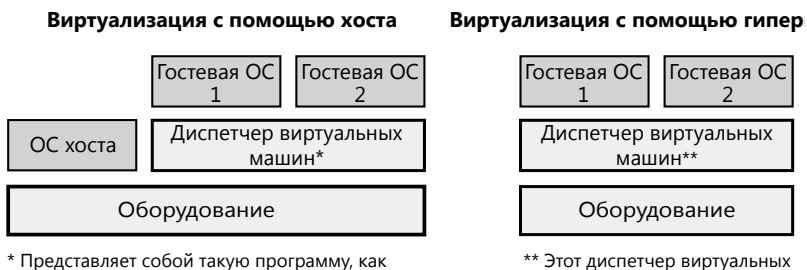 Виртуализация с помощью хоста
Виртуализация с помощью
Гостевая ОС
1
Гостевая ОС
2
Гостевая ОС
1
Гостевая ОС
2
ОС хоста
Диспетчер виртуальных
машин*
Диспетчер виртуальных
машин**
Оборудование
Оборудование
* Представляет собой такую программу, как
** Этот диспетчер виртуальных